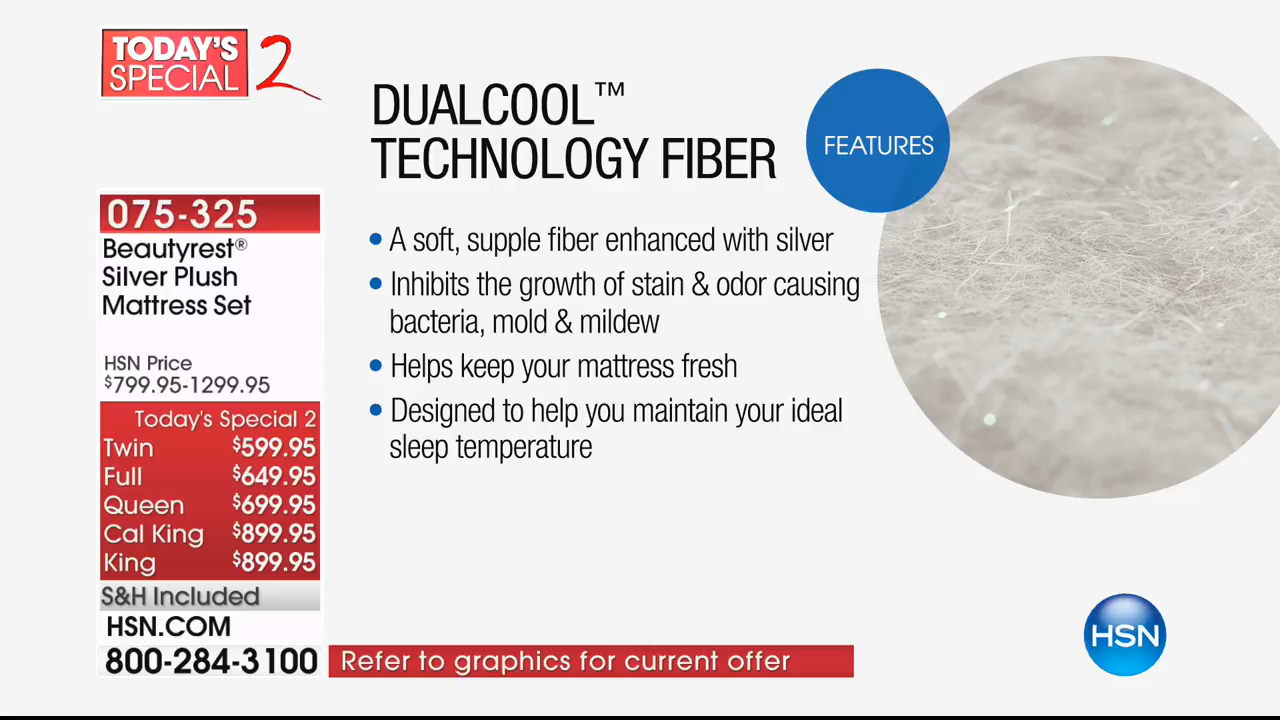 TODAY'S
SPECIAL 2
DUALCOOL™
TECHNOLOGY FIBER
FEATURES
• A soft, supple fiber enhanced with silver
• Inhibits the growth of stain & odor causing
bacteria, mold & mildew
• Helps keep your mattress fresh
• Designed to help you maintain your ideal
sleep temperature
075-325
Beautyrest®
Silver Plush
Mattress Set
HSN Price
$799.95-1299.95
Today's Special 2
Twin $599.95
Full $649.95
Queen $699.95
Cal King $899.95
King $899.95
S&H Included
HSN.COM
800-284-3100
Refer to graphics for current offer
HSN